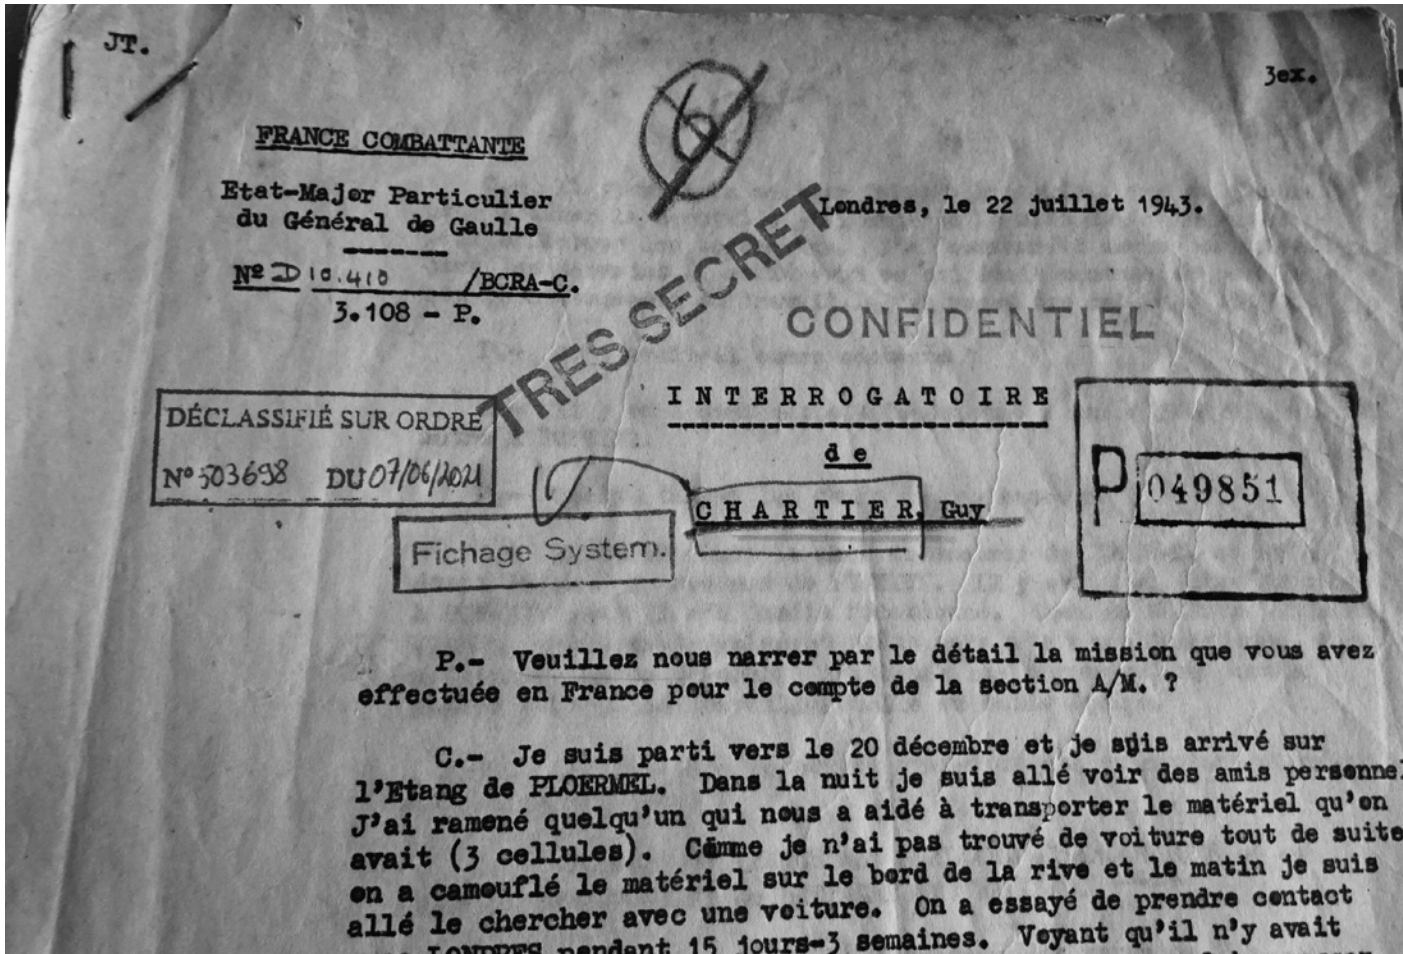 JT.
3ex.
6
FRANCE COMBATTANTE
Etat-Major Particulier
du Général de Gaulle
Londres, le 22 juillet 1943.
Nº D 10.410 /BCRA-C.
3.108 - P.
TRES SECRET
CONFIDENTIEL
DÉCLASSIFIÉ SUR ORDRE
Nº 503698 DU 07/06/2021
INTERROGATOIRE
de
CHARTIER, Guy
P 049851
Fichage System.
P.- Veuillez nous narrer par le détail la mission que vous avez
effectuée en France pour le compte de la section A/M. ?
C.- Je suis parti vers le 20 décembre et je suis arrivé sur
l'Etang de PLOERMEL. Dans la nuit je suis allé voir des amis personnel
J'ai ramené quelqu'un qui nous a aidé à transporter le matériel qu'on
avait (3 cellules). Comme je n'ai pas trouvé de voiture tout de suite
on a camouflé le matériel sur le bord de la rive et le matin je suis
allé le chercher avec une voiture. On a essayé de prendre contact
LONDRES pendant 15 jours-3 semaines. Voyant qu'il n'y avait